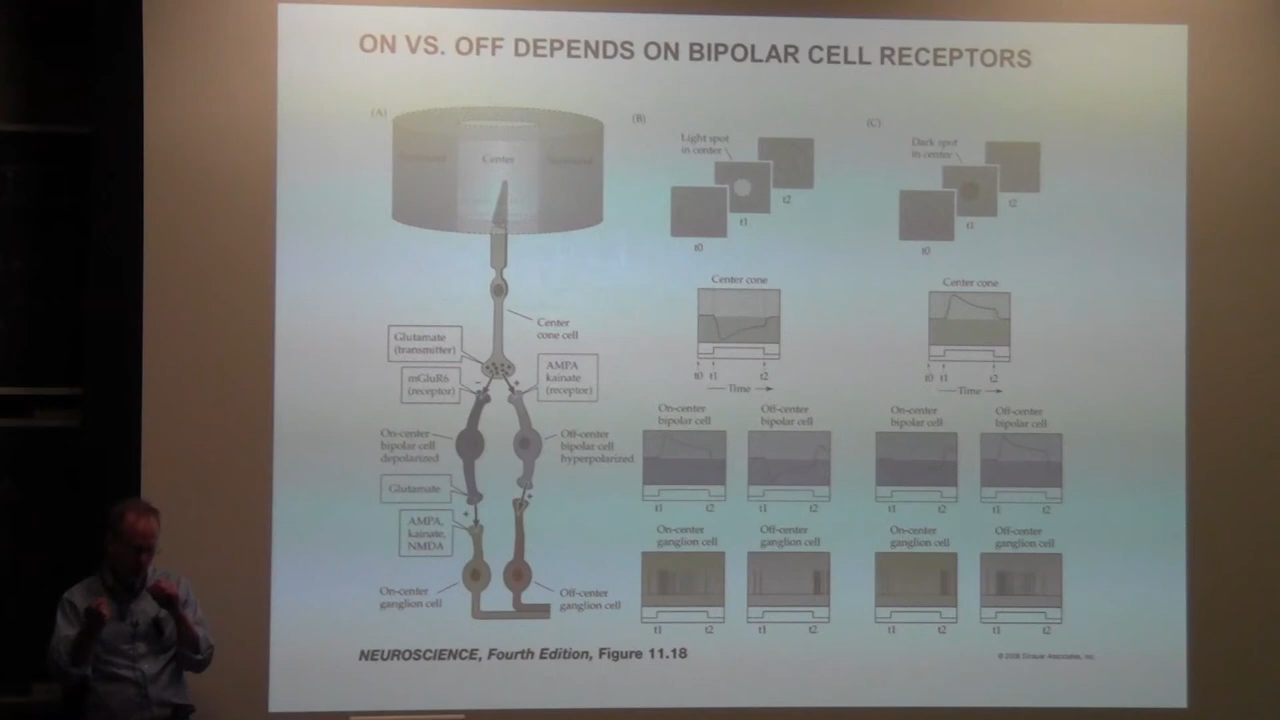 ON VS. OFF DEPENDS ON BIPOLAR CELL RECEPTORS
(A)
Surround
Center
Surround
Center
cone cell
Glutamate
(transmitter)
mGluR6
(receptor)
AMPA
kainate
(receptor)
–
+
On-center
bipolar cell
depolarized
Off-center
bipolar cell
hyperpolarized
Glutamate
+
+
AMPA,
kainate,
NMDA
On-center
ganglion cell
Off-center
ganglion cell
(B)
Light spot
in center
t0
t1
t2
Center cone
t0 t1 t2
Time
On-center
bipolar cell
t1 t2
Off-center
bipolar cell
t1 t2
On-center
ganglion cell
t1 t2
Off-center
ganglion cell
t1 t2
(C)
Dark spot
in center
t0
t1
t2
Center cone
t0 t1 t2
Time
On-center
bipolar cell
t1 t2
Off-center
bipolar cell
t1 t2
On-center
ganglion cell
t1 t2
Off-center
ganglion cell
t1 t2
NEUROSCIENCE, Fourth Edition, Figure 11.18
© 2008 Sinauer Associates, Inc.